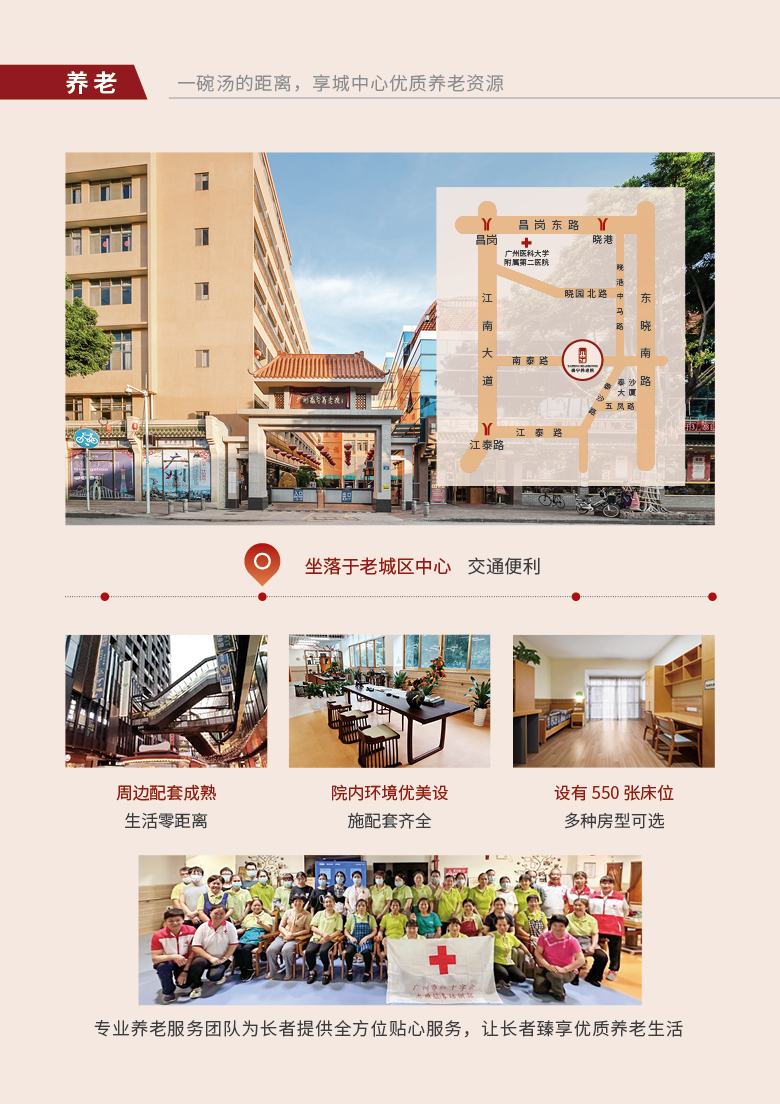 养老
一碗汤的距离，享城中心优质养老资源
昌岗东路
昌岗
晓港
广州医科大学
附属第二医院
晓园北路
晓港中马路
江南大道
东晓南路
南泰路
泰沙路
泰沙
大厦
五凤路
江泰路
江泰路
坐落于老城区中心 交通便利
周边配套成熟
生活零距离
院内环境优美设
施配套齐全
设有 550 张床位
多种房型可选
专业养老服务团队为长者提供全方位贴心服务，让长者臻享优质养老生活